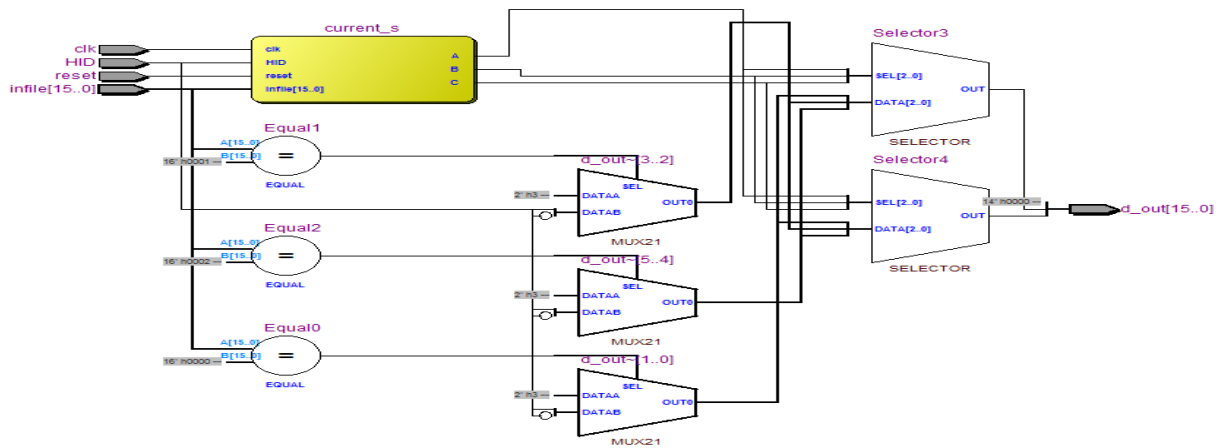 current_s
clk
HID
reset
infile[15..0]
clk
HID
reset
infile[15..0]
A
B
C
Selector3
SEL[2..0]
DATA[2..0]
OUT
SELECTOR
Equal1
A[15..0]
B[15..0]
16' h0001
=
EQUAL
d_out~[3..2]
SEL
2' h3
DATAA
DATAB
OUT0
MUX21
Selector4
SEL[2..0]
DATA[2..0]
OUT
SELECTOR
14' h0000
d_out[15..0]
Equal2
A[15..0]
B[15..0]
16' h0002
=
EQUAL
d_out~[5..4]
SEL
2' h3
DATAA
DATAB
OUT0
MUX21
Equal0
A[15..0]
B[15..0]
16' h0000
=
EQUAL
d_out~[1..0]
SEL
2' h3
DATAA
DATAB
OUT0
MUX21